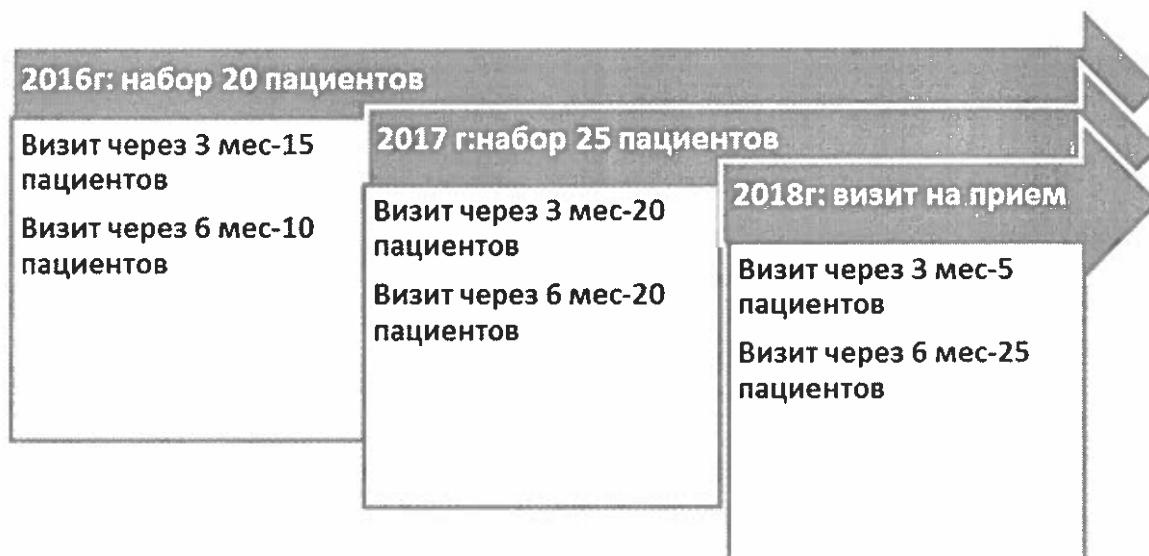 2016г: набор 20 пациентов
Визит через 3 мес-15
пациентов
Визит через 6 мес-10
пациентов
2017 г:набор 25 пациентов
Визит через 3 мес-20
пациентов
Визит через 6 мес-20
пациентов
2018г: визит на прием
Визит через 3 мес-5
пациентов
Визит через 6 мес-25
пациентов